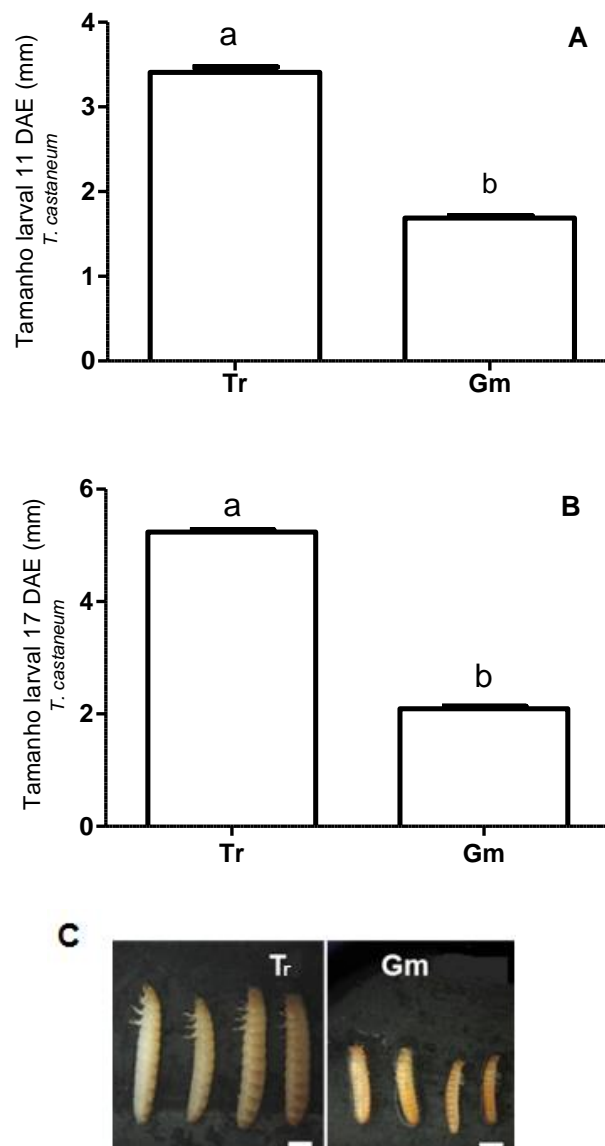 A
Tamanho larval 11 DAE (mm)
T. castaneum
4
3
2
1
0
a
b
Tr
Gm
B
Tamanho larval 17 DAE (mm)
T. castaneum
6
4
2
0
a
b
Tr
Gm
C
Tr
Gm